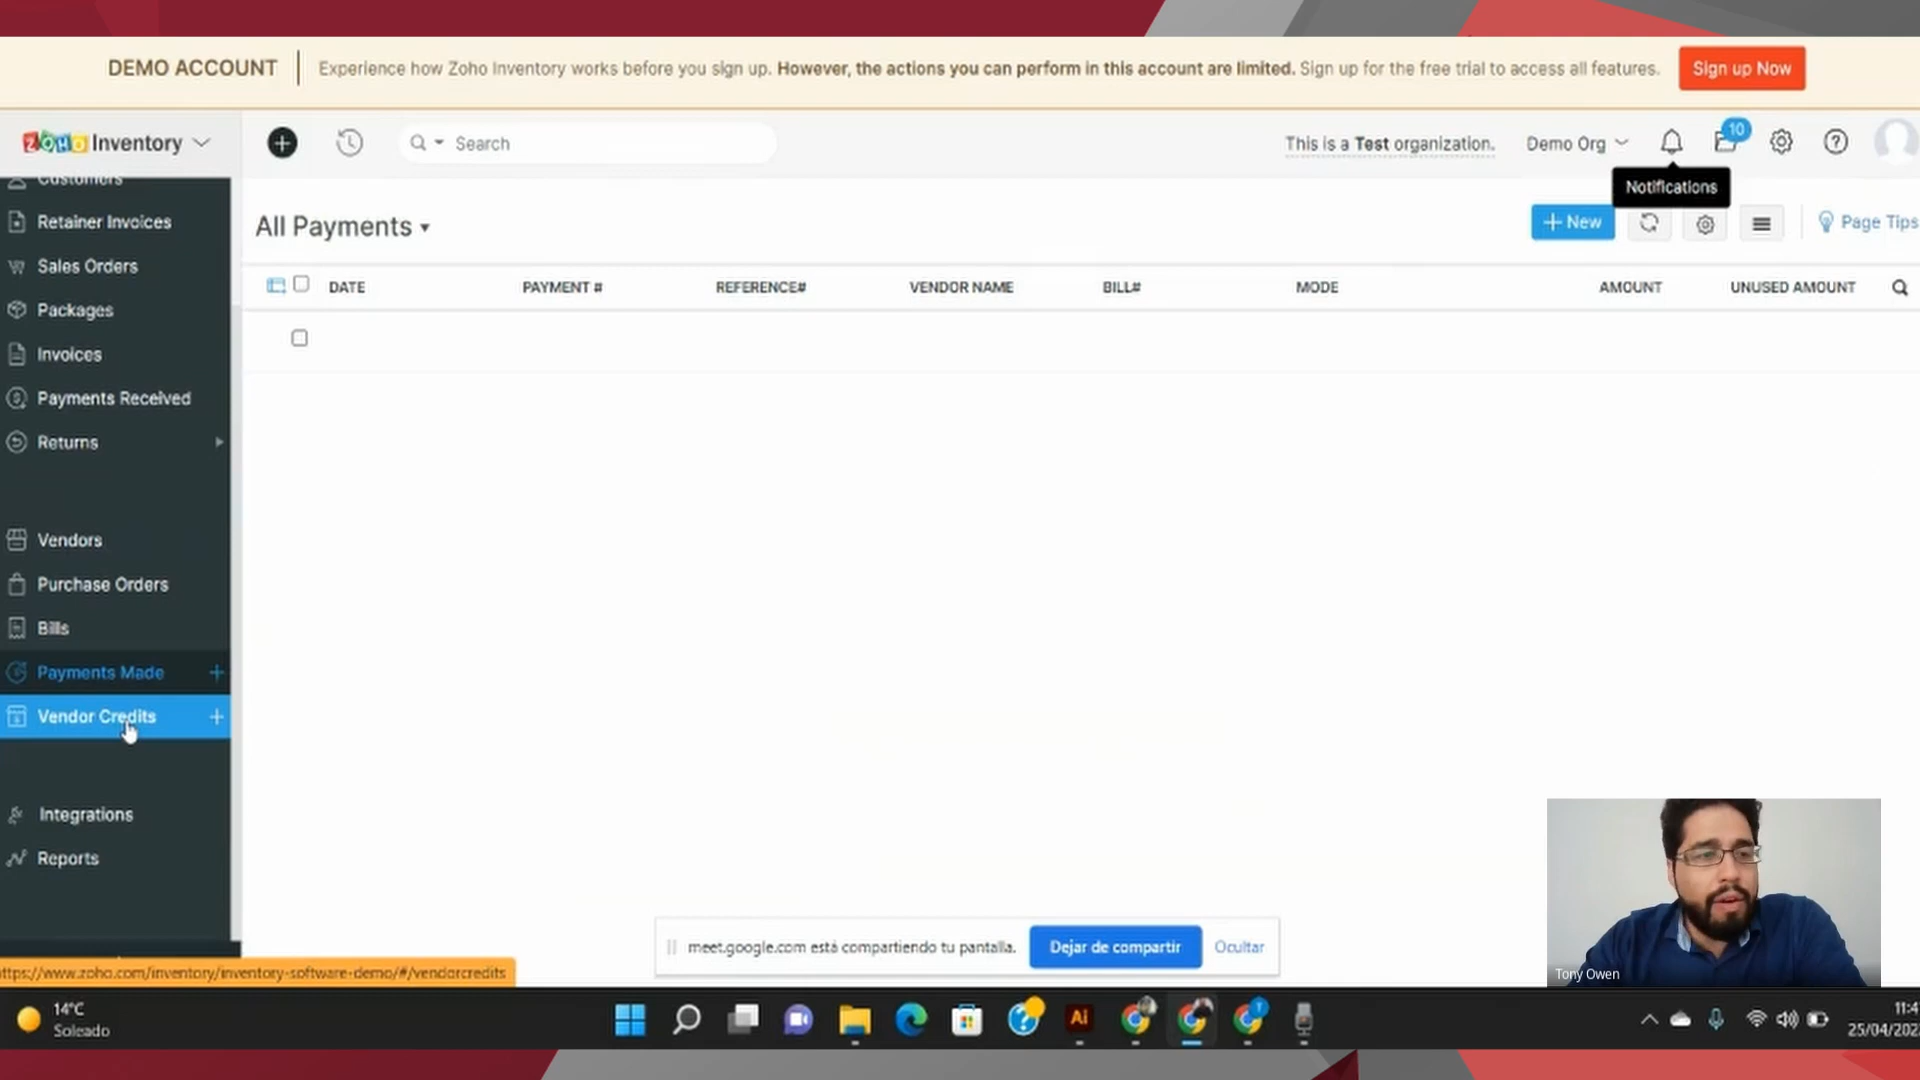 DEMO ACCOUNT
Experience how Zoho Inventory works before you sign up. However, the actions you can perform in this account are limited. Sign up for the free trial to access all features.
Sign up Now
ZOHO Inventory
Search
This is a Test organization.
Demo Org
10
Notifications
Customers
Retainer Invoices
Sales Orders
Packages
Invoices
Payments Received
Returns
Vendors
Purchase Orders
Bills
Payments Made
Vendor Credits
Integrations
Reports
All Payments
New
Page Tips
DATE PAYMENT # REFERENCE# VENDOR NAME BILL# MODE AMOUNT UNUSED AMOUNT
meet.google.com está compartiendo tu pantalla.
Dejar de compartir
Ocultar
Tony Owen
ttps://www.zoho.com/inventory/inventory-software-demo/#/vendorcredits
14°C
Soleado
Ai
11:4
25/04/202